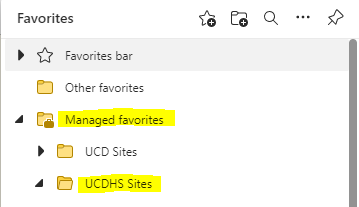 Favorites
Favorites bar
Other favorites
Managed favorites
UCD Sites
UCDHS Sites